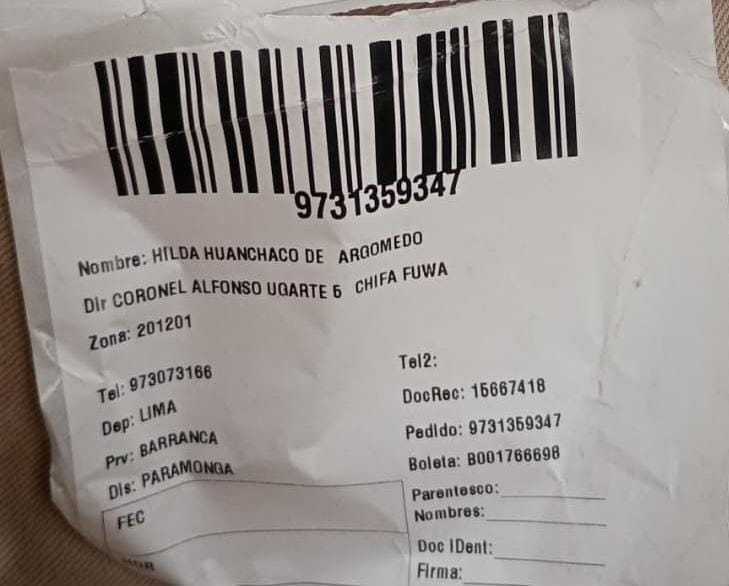 9731359347
Nombre: HILDA HUANCHACO DE ARGOMEDO
Dir CORONEL ALFONSO UGARTE 6 CHIFA FUWA
Zona: 201201
Tel: 973073166
Tel2:
Dep: LIMA
DocRec: 15667418
Prv: BARRANCA
Pedido: 9731359347
Dis: PARAMONGA
Boleta: B001766698
FEC
Parentesco:
Nombres:
Doc IDent:
Firma: